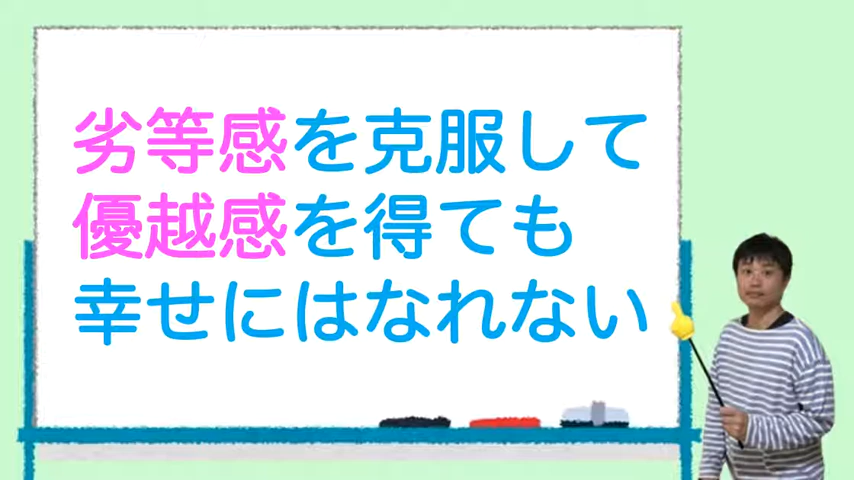 劣等感を克服して
優越感を得ても
幸せにはなれない